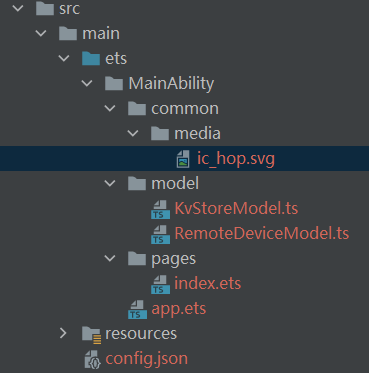 src
main
ets
MainAbility
common
media
ic_hop.svg
model
KvStoreModel.ts
RemoteDeviceModel.ts
pages
index.ets
app.ets
resources
config.json